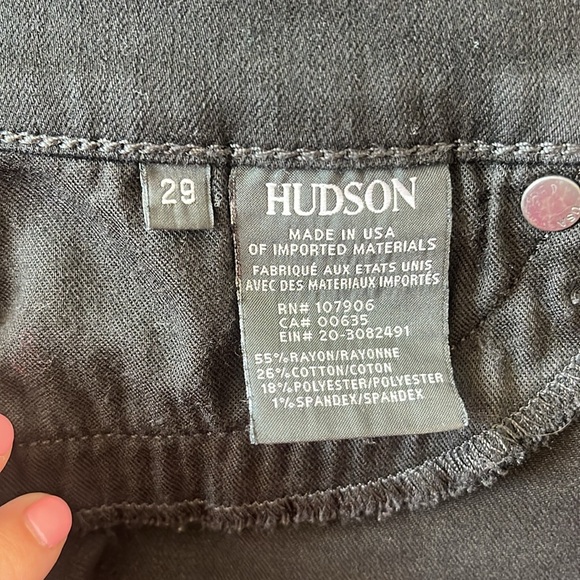 29
HUDSON
MADE IN USA
OF IMPORTED MATERIALS
FABRIQUÉ AUX ETATS UNIS
AVEC DES MATERIAUX IMPORTÉS
RN# 107906
CA# 00635
EIN# 20-3082491
55%RAYON/RAYONNE
26%COTTON/COTON
18%POLYESTER/POLYESTER
1%SPANDEX/SPANDEX